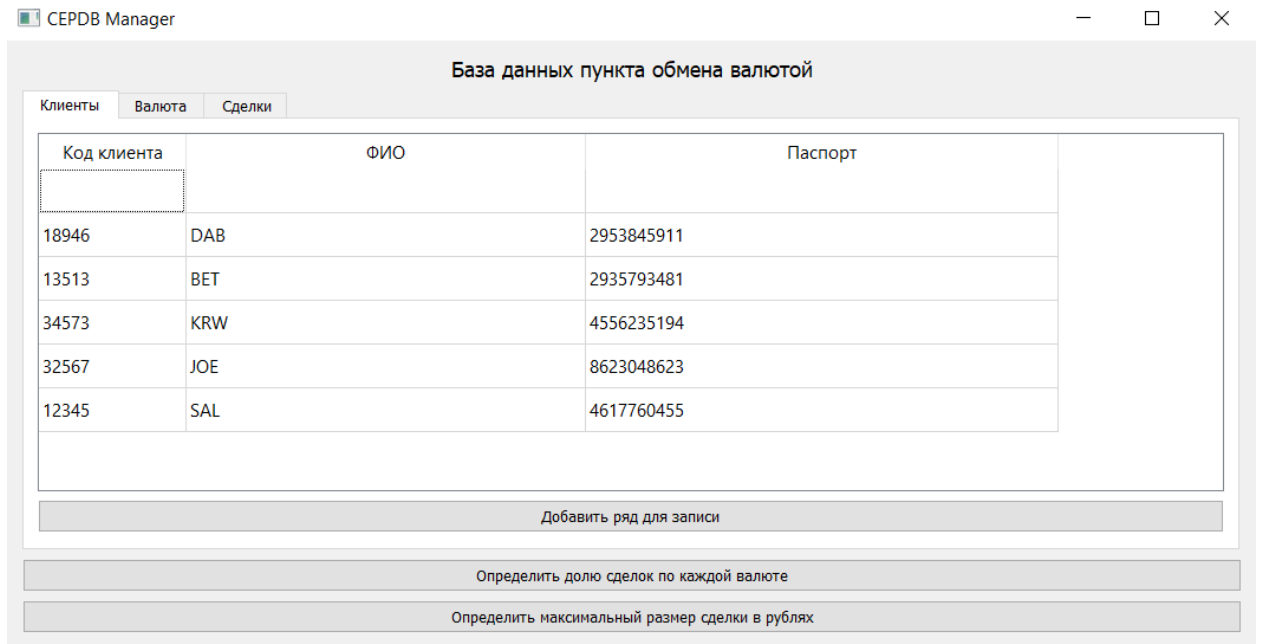 CEPDB Manager
База данных пункта обмена валютой
Клиенты Валюта Сделки
Код клиента ФИО Паспорт
18946 DAB 2953845911
13513 BET 2935793481
34573 KRW 4556235194
32567 JOE 8623048623
12345 SAL 4617760455
Добавить ряд для записи
Определить долю сделок по каждой валюте
Определить максимальный размер сделки в рублях